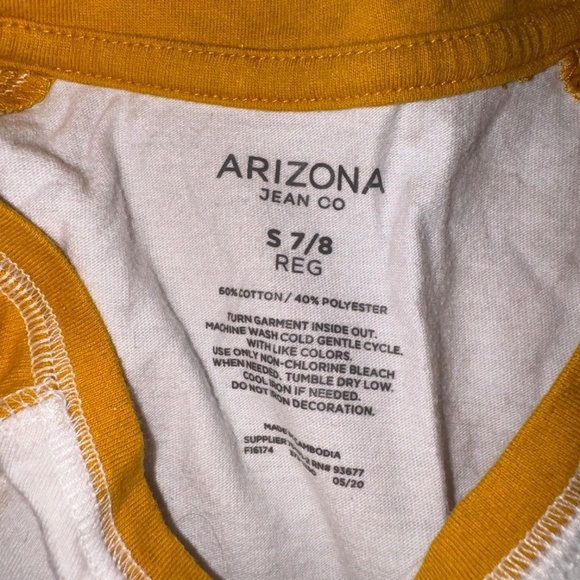 ARIZONA
JEAN CO
S 7/8
REG
60% COTTON / 40% POLYESTER
TURN GARMENT INSIDE OUT.
MACHINE WASH COLD GENTLE CYCLE.
WITH LIKE COLORS.
USE ONLY NON-CHLORINE BLEACH
WHEN NEEDED. TUMBLE DRY LOW.
COOL IRON IF NEEDED.
DO NOT IRON DECORATION.
MADE IN CAMBODIA
SUPPLIER RN# 93677
F16174 05/20